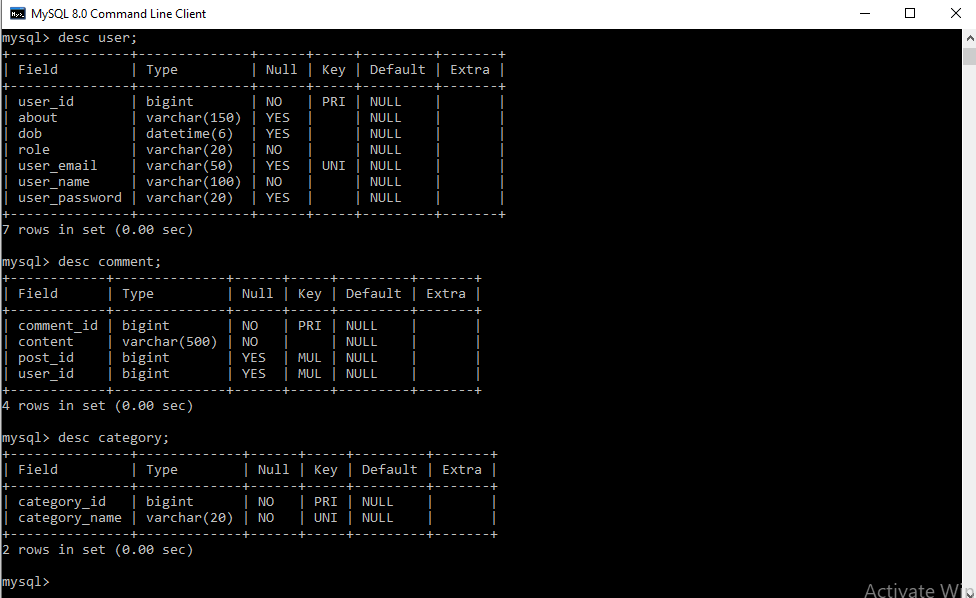 MySQL 8.0 Command Line Client
mysql> desc user;
+---------------+--------------+------+-----+---------+-------+
| Field         | Type         | Null | Key | Default | Extra |
+---------------+--------------+------+-----+---------+-------+
| user_id       | bigint       | NO   | PRI | NULL    |       |
| about         | varchar(150) | YES  |     | NULL    |       |
| dob           | datetime(6)  | YES  |     | NULL    |       |
| role          | varchar(20)  | NO   |     | NULL    |       |
| user_email    | varchar(50)  | YES  | UNI | NULL    |       |
| user_name     | varchar(100) | NO   |     | NULL    |       |
| user_password | varchar(20)  | YES  |     | NULL    |       |
+---------------+--------------+------+-----+---------+-------+
7 rows in set (0.00 sec)
mysql> desc comment;
+------------+--------------+------+-----+---------+-------+
| Field      | Type         | Null | Key | Default | Extra |
+------------+--------------+------+-----+---------+-------+
| comment_id | bigint       | NO   | PRI | NULL    |       |
| content    | varchar(500) | NO   |     | NULL    |       |
| post_id    | bigint       | YES  | MUL | NULL    |       |
| user_id    | bigint       | YES  | MUL | NULL    |       |
+------------+--------------+------+-----+---------+-------+
4 rows in set (0.00 sec)
mysql> desc category;
+---------------+-------------+------+-----+---------+-------+
| Field         | Type        | Null | Key | Default | Extra |
+---------------+-------------+------+-----+---------+-------+
| category_id   | bigint      | NO   | PRI | NULL    |       |
| category_name | varchar(20) | NO   | UNI | NULL    |       |
+---------------+-------------+------+-----+---------+-------+
2 rows in set (0.00 sec)
mysql>
Activate Win